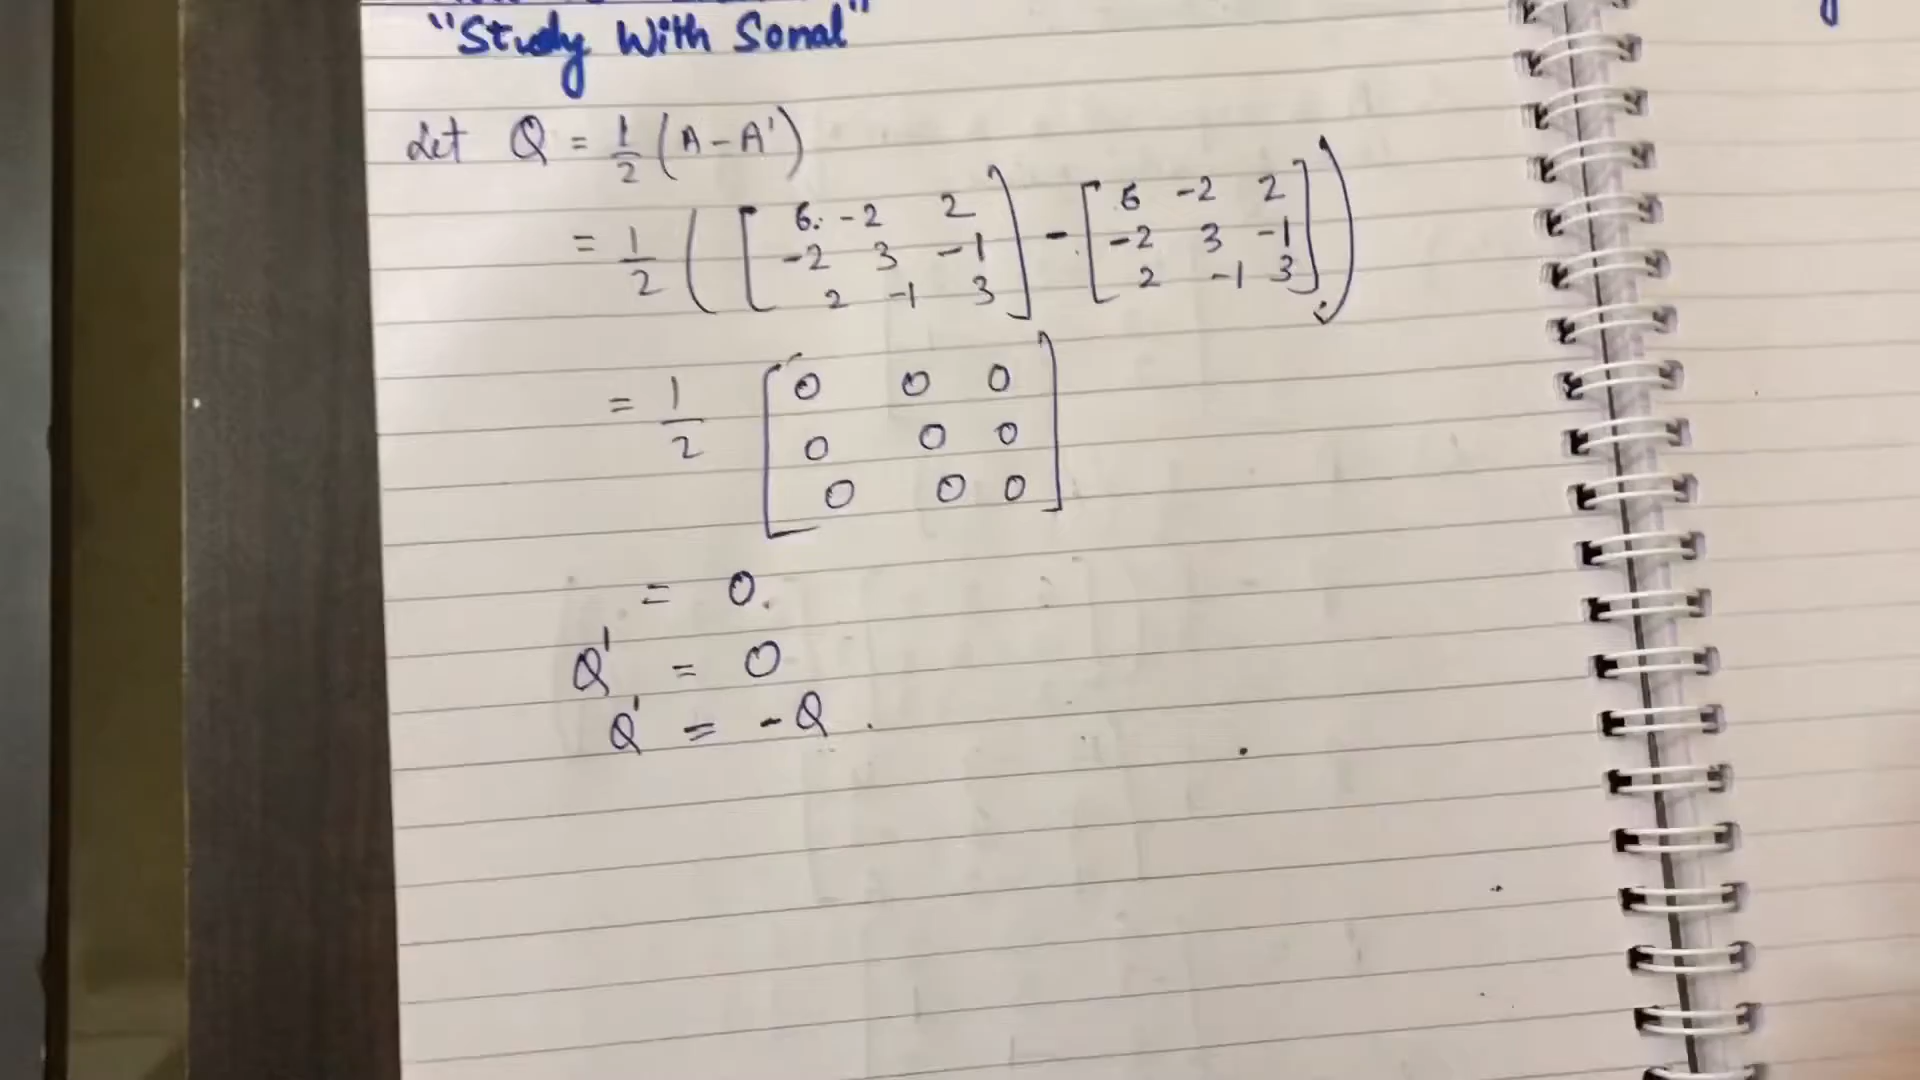 "Study With Sonal"
Let Q = 1/2 (A - A')
= 1/2 ( [ 6. -2 2
-2 3 -1
2 -1 3 ] - [ 6 -2 2
-2 3 -1
2 -1 3 ] )
= 1/2 [ 0 0 0
0 0 0
0 0 0 ]
= 0.
Q' = 0
Q' = -Q .